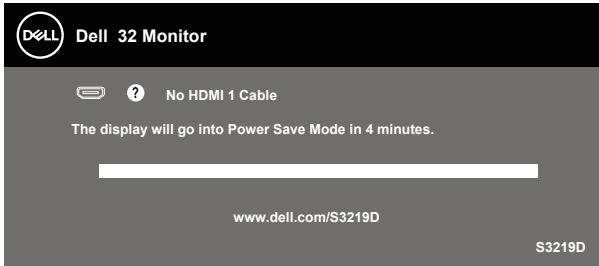 DELL
Dell 32 Monitor
? No HDMI 1 Cable
The display will go into Power Save Mode in 4 minutes.
www.dell.com/S3219D
S3219D